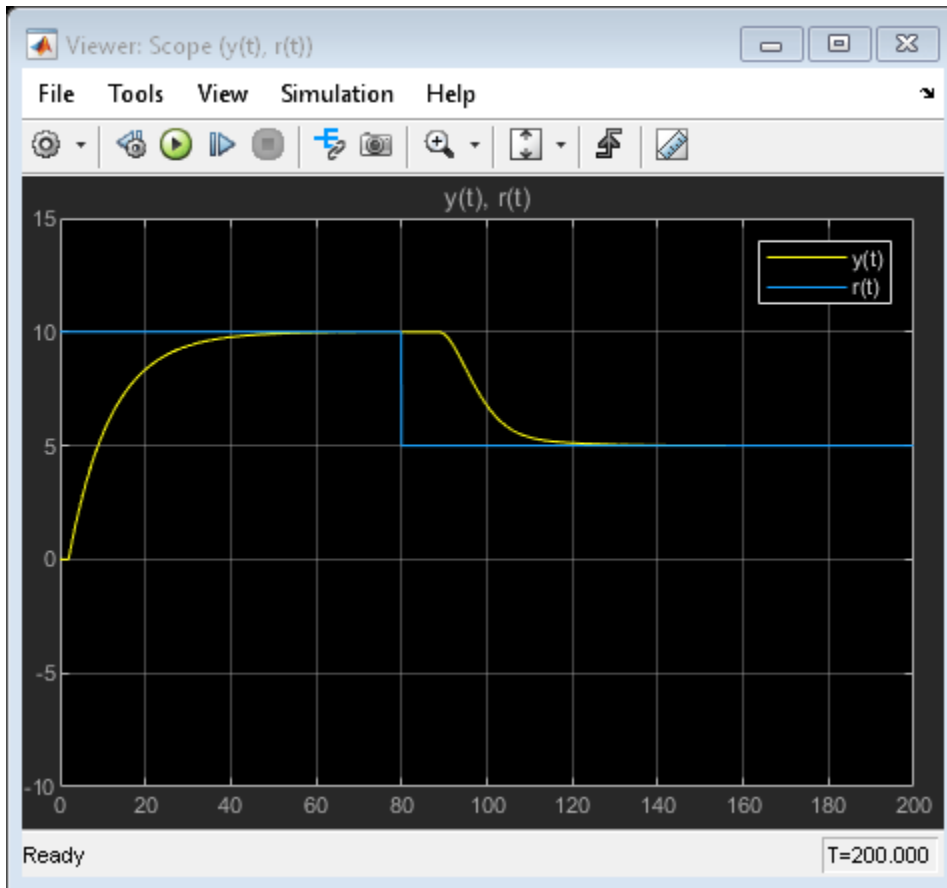 Viewer: Scope (y(t), r(t))
File Tools View Simulation Help
y(t), r(t)
15
y(t)
r(t)
10
5
0
-5
-10
0 20 40 60 80 100 120 140 160 180 200
Ready T=200.000